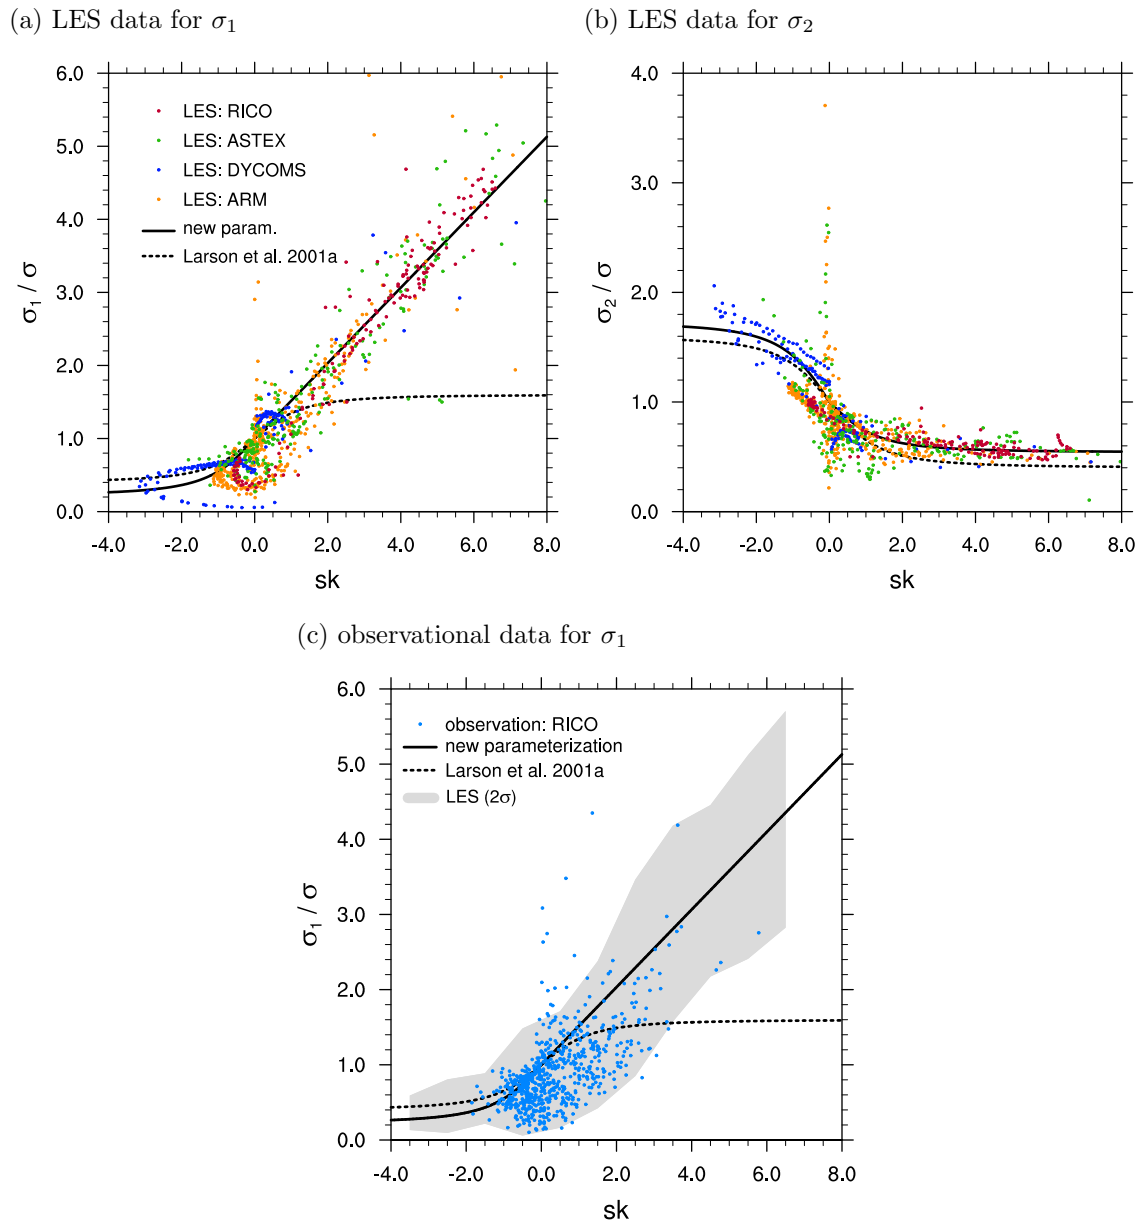 (a) LES data for σ1
6.0
5.0
4.0
3.0
2.0
1.0
0.0
σ1 / σ
LES: RICO
LES: ASTEX
LES: DYCOMS
LES: ARM
new param.
Larson et al. 2001a
-4.0 -2.0 0.0 2.0 4.0 6.0 8.0
sk
(b) LES data for σ2
4.0
3.0
2.0
1.0
0.0
σ2 / σ
-4.0 -2.0 0.0 2.0 4.0 6.0 8.0
sk
(c) observational data for σ1
6.0
5.0
4.0
3.0
2.0
1.0
0.0
σ1 / σ
observation: RICO
new parameterization
Larson et al. 2001a
LES (2σ)
-4.0 -2.0 0.0 2.0 4.0 6.0 8.0
sk